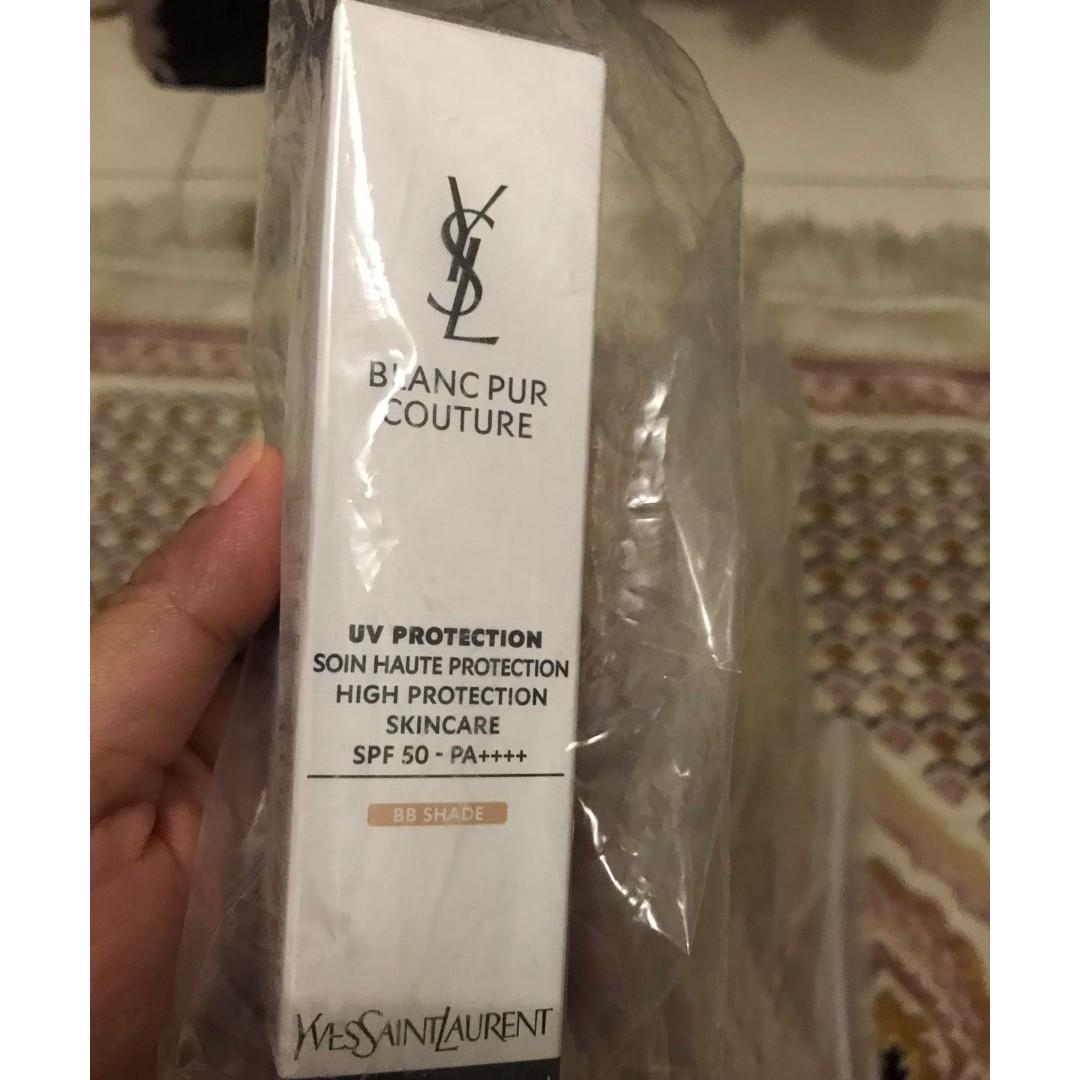 YSL
BLANC PUR
COUTURE
UV PROTECTION
SOIN HAUTE PROTECTION
HIGH PROTECTION
SKINCARE
SPF 50 - PA++++
BB SHADE
YVESSAINTLAURENT